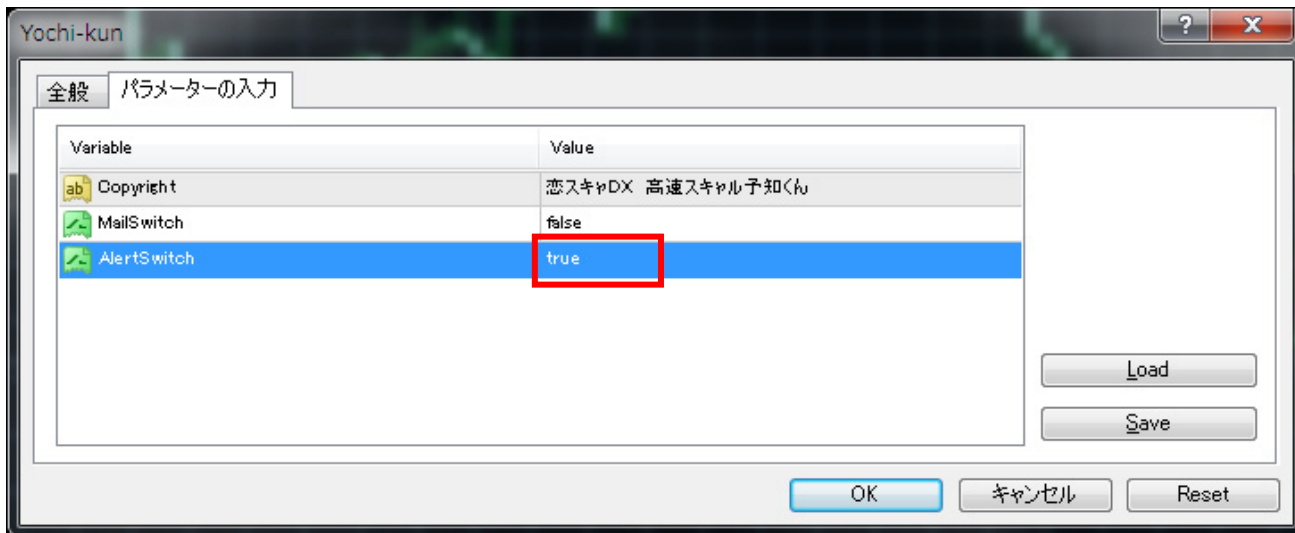 Yochi-kun
? X
全般 パラメーターの入力
Variable Value
ab Copyright 恋スキャDX 高速スキャル予知くん
MailSwitch false
AlertSwitch true
Load
Save
OK キャンセル Reset